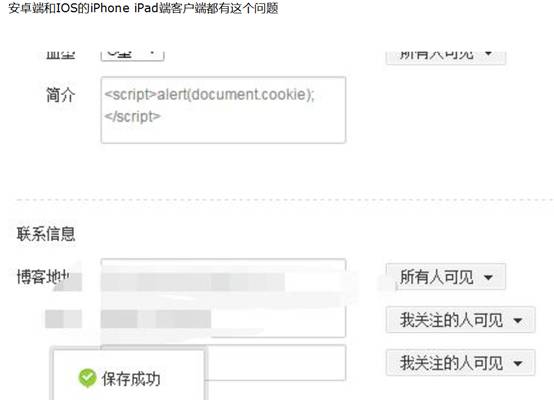 安卓端和IOS的iPhone iPad端客户端都有这个问题
所有人可见
简介
<script>alert(document.cookie);
</script>
联系信息
博客地址
所有人可见
我关注的人可见
我关注的人可见
保存成功